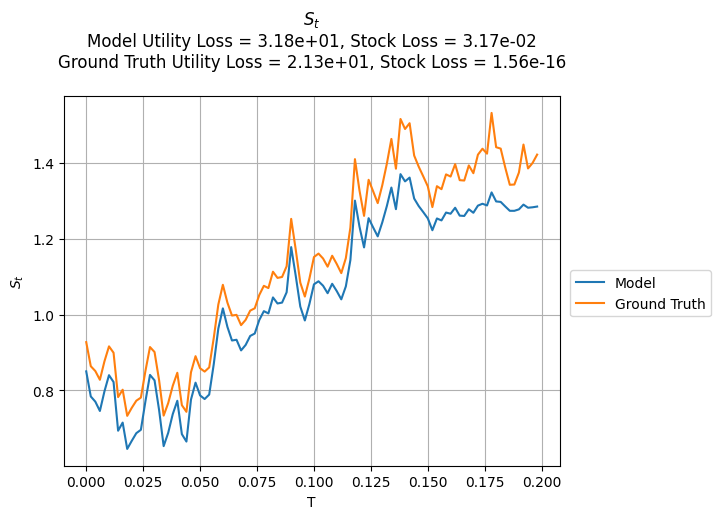 S_t
Model Utility Loss = 3.18e+01, Stock Loss = 3.17e-02
Ground Truth Utility Loss = 2.13e+01, Stock Loss = 1.56e-16
1.4
1.2
1.0
0.8
S_t
0.000 0.025 0.050 0.075 0.100 0.125 0.150 0.175 0.200
T
Model
Ground Truth